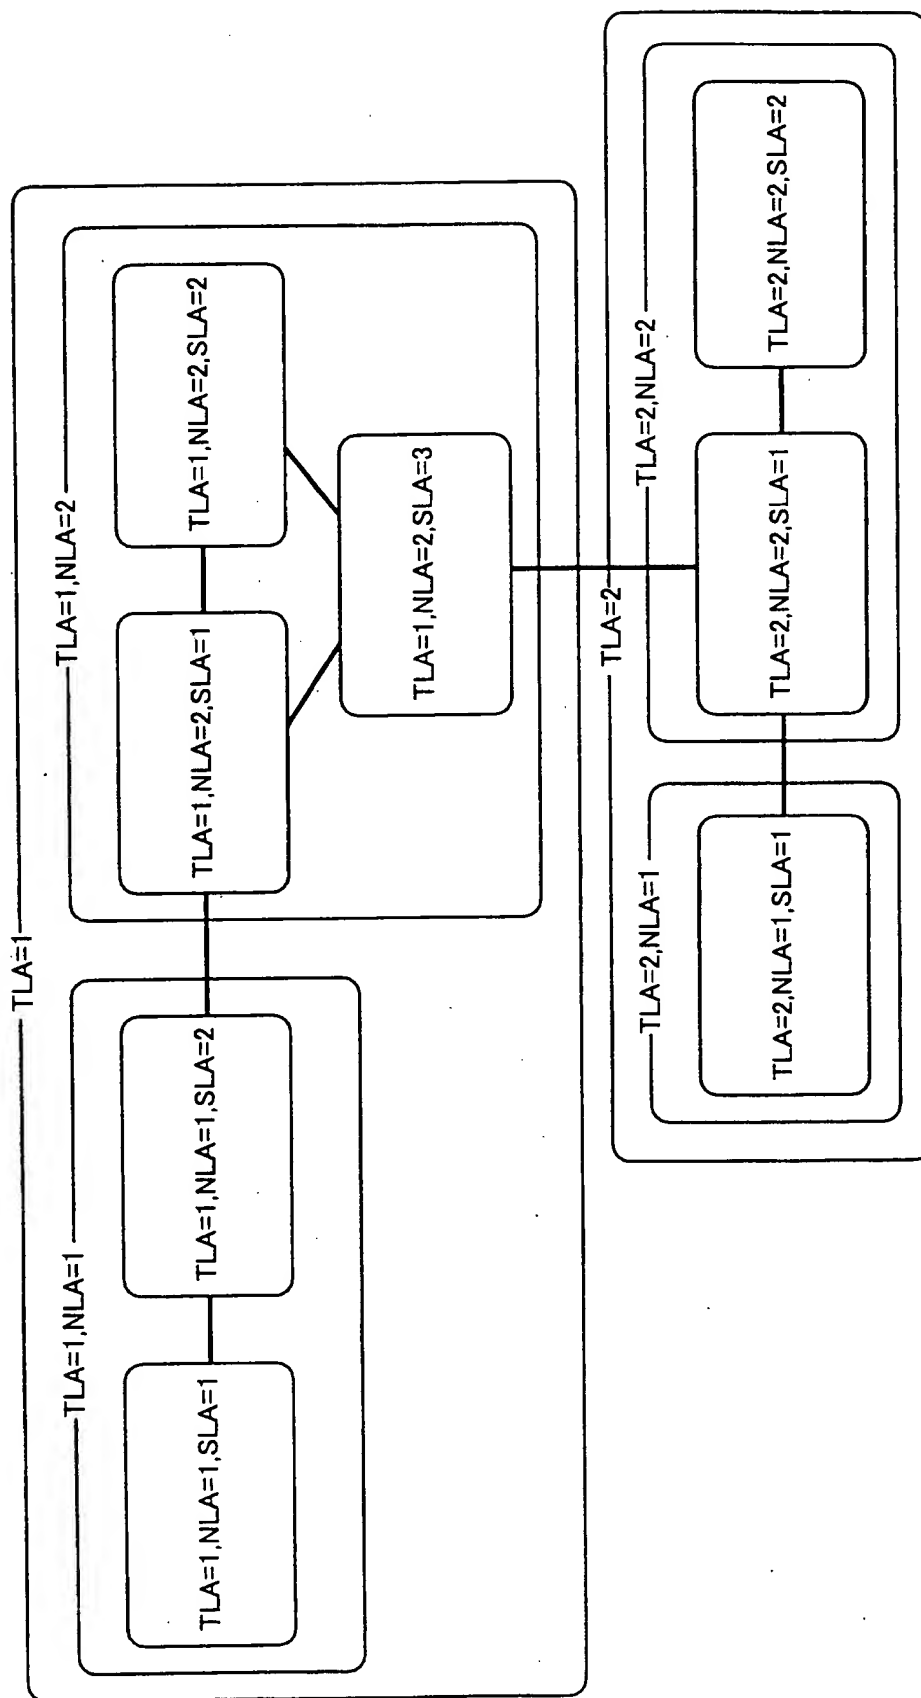 TLA=1
TLA=1,NLA=1
TLA=1,NLA=1,SLA=1
TLA=1,NLA=1,SLA=2
TLA=1,NLA=2
TLA=1,NLA=2,SLA=1
TLA=1,NLA=2,SLA=2
TLA=1,NLA=2,SLA=3
TLA=2
TLA=2,NLA=1
TLA=2,NLA=1,SLA=1
TLA=2,NLA=2
TLA=2,NLA=2,SLA=1
TLA=2,NLA=2,SLA=2